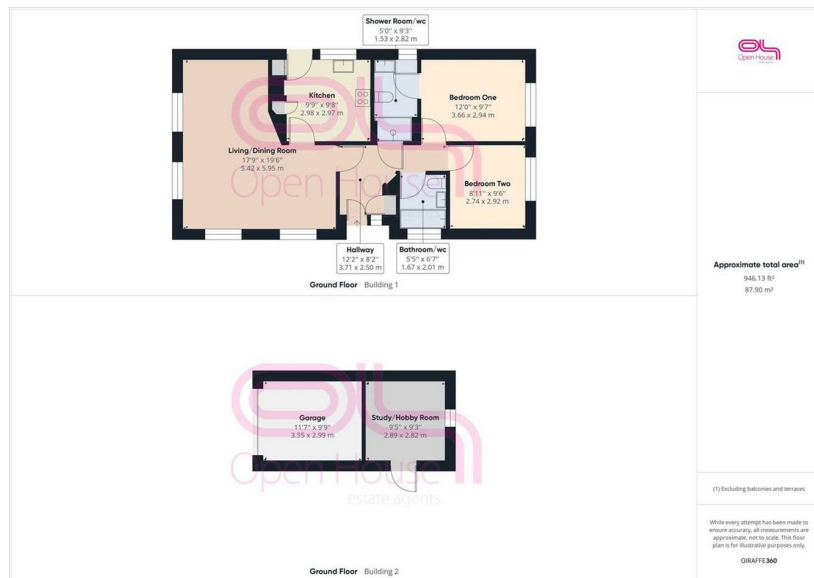 Shower Room/wc
5'0" x 9'3"
1.53 x 2.82 m
Kitchen
9'9" x 9'8"
2.98 x 2.97 m
Bedroom One
12'0" x 9'7"
3.66 x 2.94 m
Living/Dining Room
17'9" x 19'6"
5.42 x 5.95 m
Bedroom Two
8'11" x 9'6"
2.74 x 2.92 m
Open House
Hallway
12'2" x 8'2"
3.71 x 2.50 m
Bathroom/wc
5'5" x 6'7"
1.67 x 2.01 m
Ground Floor Building 1
Garage
11'7" x 9'9"
3.55 x 2.99 m
Study/Hobby Room
9'5" x 9'3"
2.89 x 2.82 m
Open House
estate agents
Ground Floor Building 2
Open House
Approximate total area(1)
946.13 ft²
87.90 m²
(1) Excluding balconies and terraces
While every attempt has been made to
ensure accuracy, all measurements are
approximate, not to scale. This floor
plan is for illustrative purposes only.
GIRAFFE360